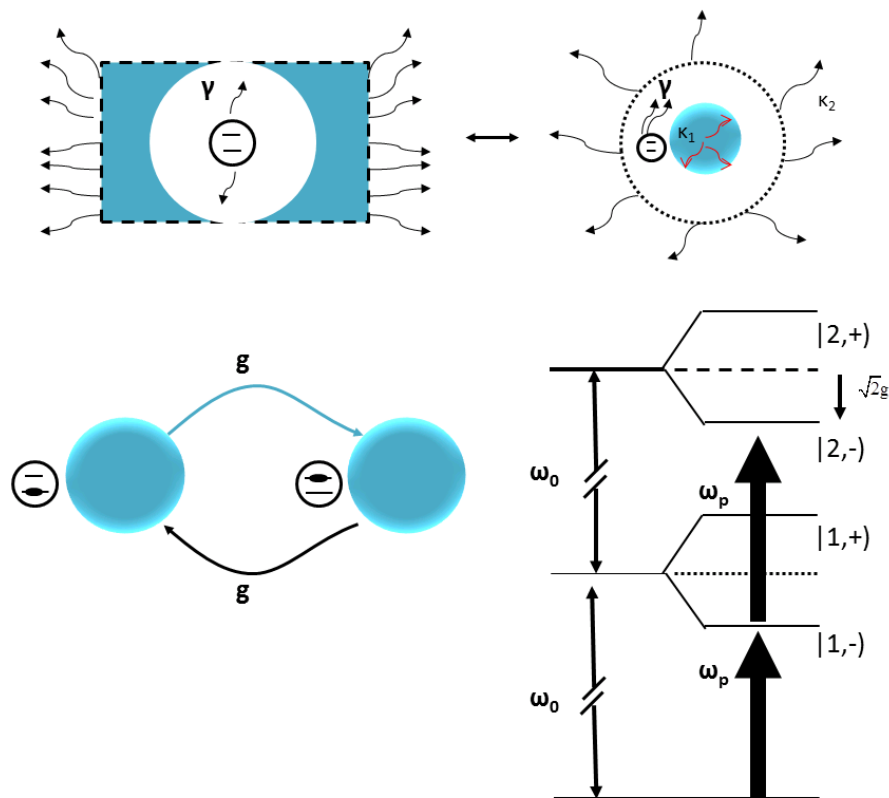 γ
γ
κ₁
κ₂
g
g
|2,+)
√2g
|2,-)
ω₀
ωₚ
|1,+)
|1,-)
ω₀
ωₚ